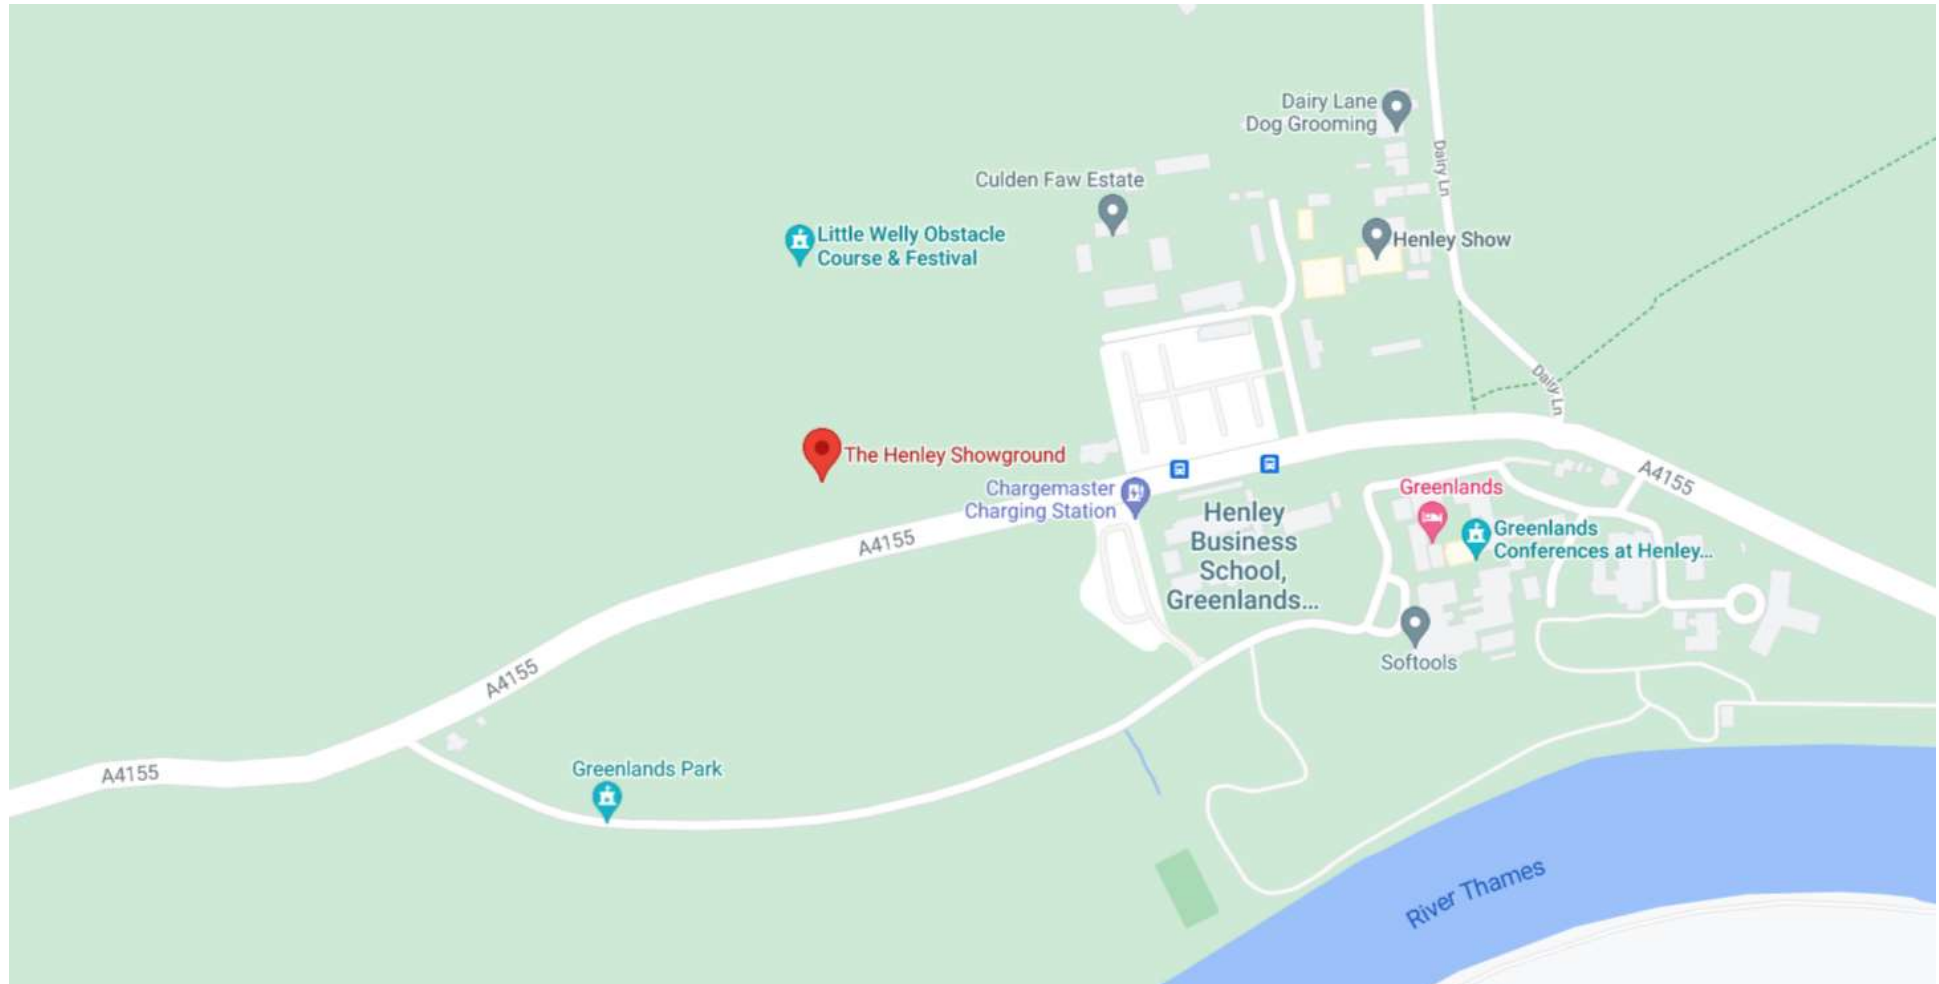 Dairy Lane
Dog Grooming
Dairy Ln
Culden Faw Estate
Little Welly Obstacle
Course & Festival
Henley Show
Dairy Ln
The Henley Showground
A4155
Chargemaster
Charging Station
Greenlands
Henley
Business
School,
Greenlands...
Greenlands
Conferences at Henley...
A4155
A4155
Softools
A4155
Greenlands Park
River Thames